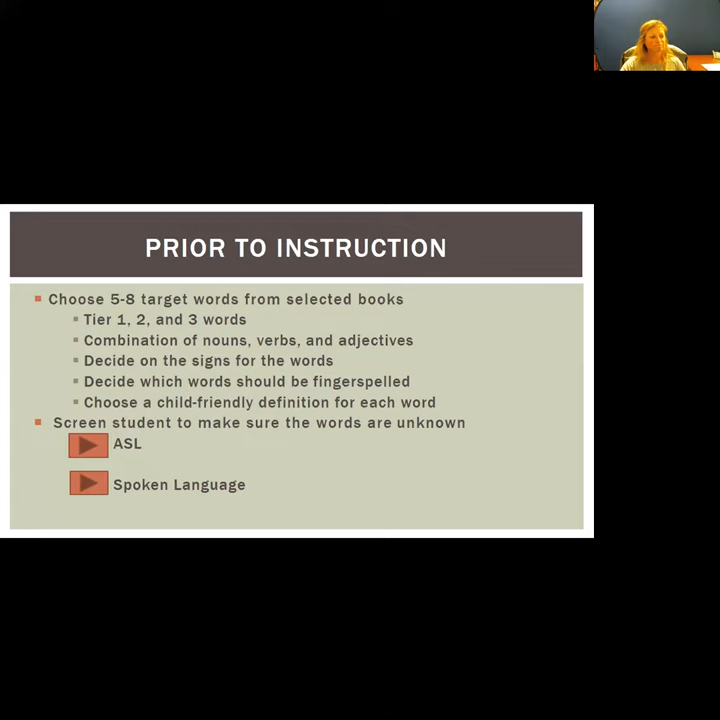 PRIOR TO INSTRUCTION
Choose 5-8 target words from selected books
Tier 1, 2, and 3 words
Combination of nouns, verbs, and adjectives
Decide on the signs for the words
Decide which words should be fingerspelled
Choose a child-friendly definition for each word
Screen student to make sure the words are unknown
ASL
Spoken Language